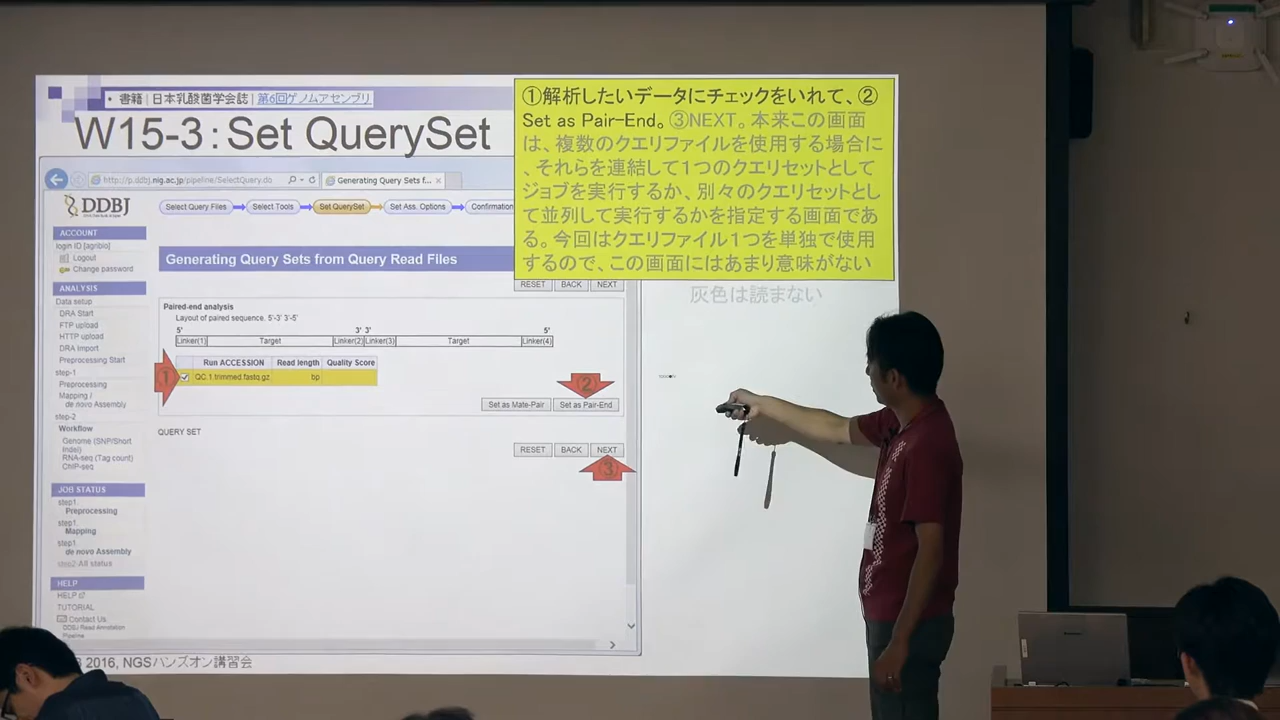 • 書籍 | 日本乳酸菌学会誌 | 第6回ゲノムアセンブリ
W15-3：Set QuerySet
①解析したいデータにチェックをいれて、②
Set as Pair-End。③NEXT。本来この画面
は、複数のクエリファイルを使用する場合に
、それらを連結して１つのクエリセットとして
ジョブを実行するか、別々のクエリセットとし
て並列して実行するかを指定する画面であ
る。今回はクエリファイル１つを単独で使用
するので、この画面にはあまり意味がない
灰色は読まない
http://p.ddbj.nig.ac.jp/pipeline/SelectQuery.do
Generating Query Sets f...
DDBJ
Select Query Files
Select Tools
Set QuerySet
Set Ass. Options
Confirmation
ACCOUNT
login ID [agribio]
Logout
Change password
ANALYSIS
Data setup
DRA Start
FTP upload
HTTP upload
DRA Import
Preprocessing Start
step-1
Preprocessing
Mapping /
de novo Assembly
step-2
Workflow
Genome (SNP/Short
Indel)
RNA-seq (Tag count)
ChIP-seq
JOB STATUS
step1.
Preprocessing
step1.
Mapping
step1.
de novo Assembly
step2-All status
HELP
HELP
TUTORIAL
Contact Us.
DDBJ Read Annotation
Pipeline
Generating Query Sets from Query Read Files
RESET BACK NEXT
Paired-end analysis
Layout of paired sequence. 5'-3' 3'-5'
5' 3' 3' 5'
Linker(1) Target Linker(2) Linker(3) Target Linker(4)
Run ACCESSION Read length Quality Score
① QC.1.trimmed.fastq.gz bp
②
Set as Mate-Pair Set as Pair-End
QUERY SET
RESET BACK NEXT
③
2016, NGSハンズオン講習会